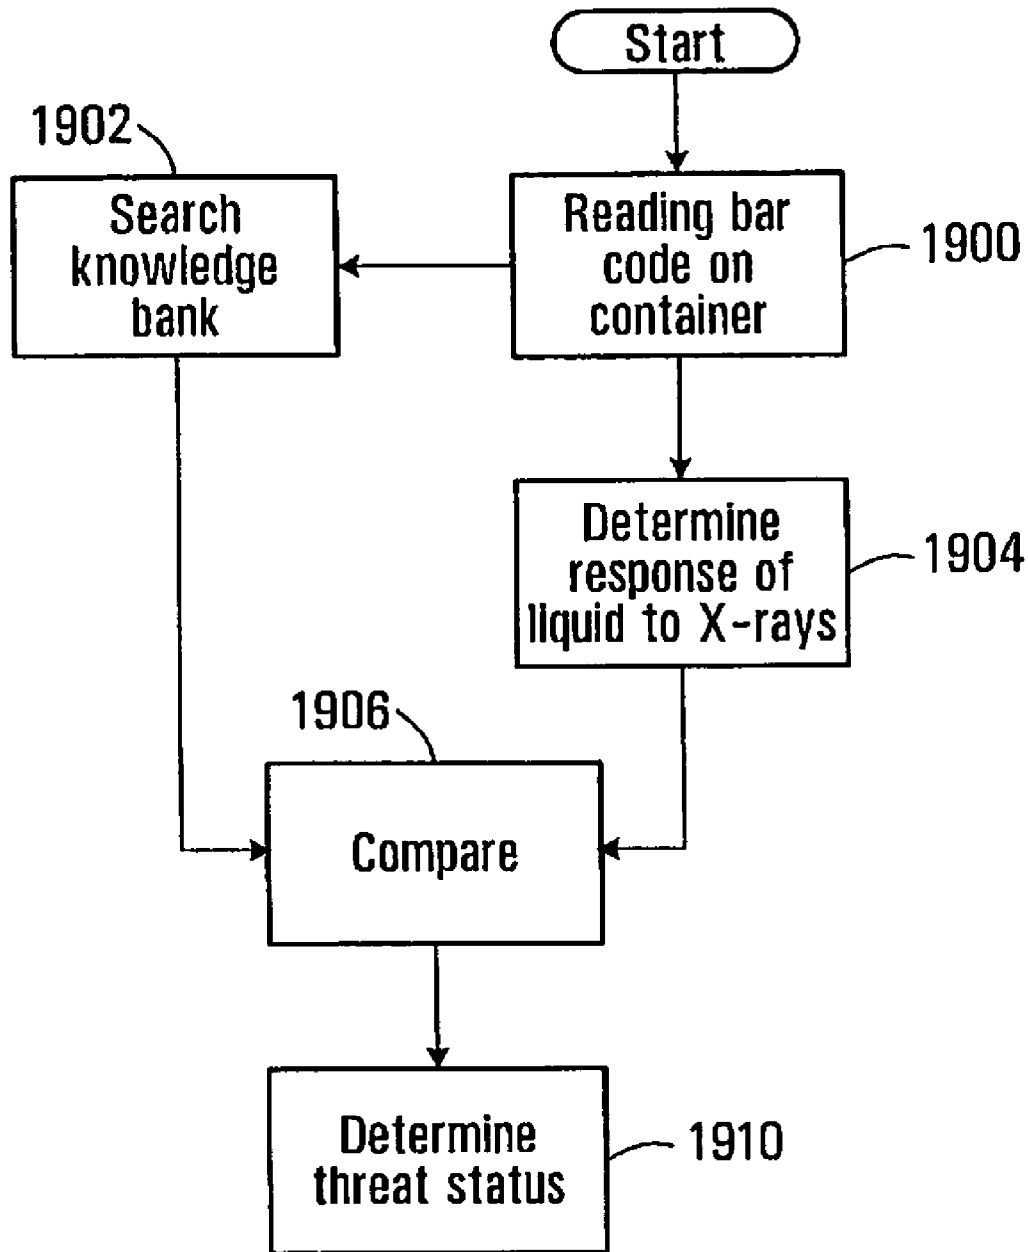 Start
1902
Search
knowledge
bank
Reading bar
code on
container
1900
Determine
response of
liquid to X-rays
1904
1906
Compare
Determine
threat status
1910